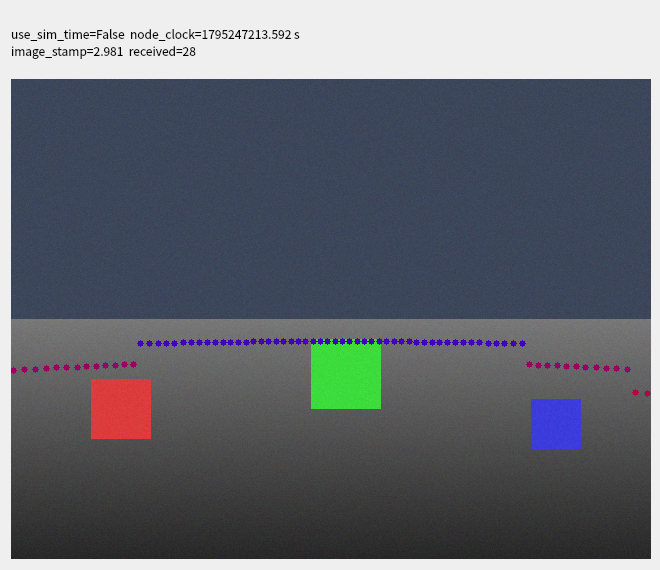 use_sim_time=False node_clock=1795247213.592 s
image_stamp=2.981 received=28